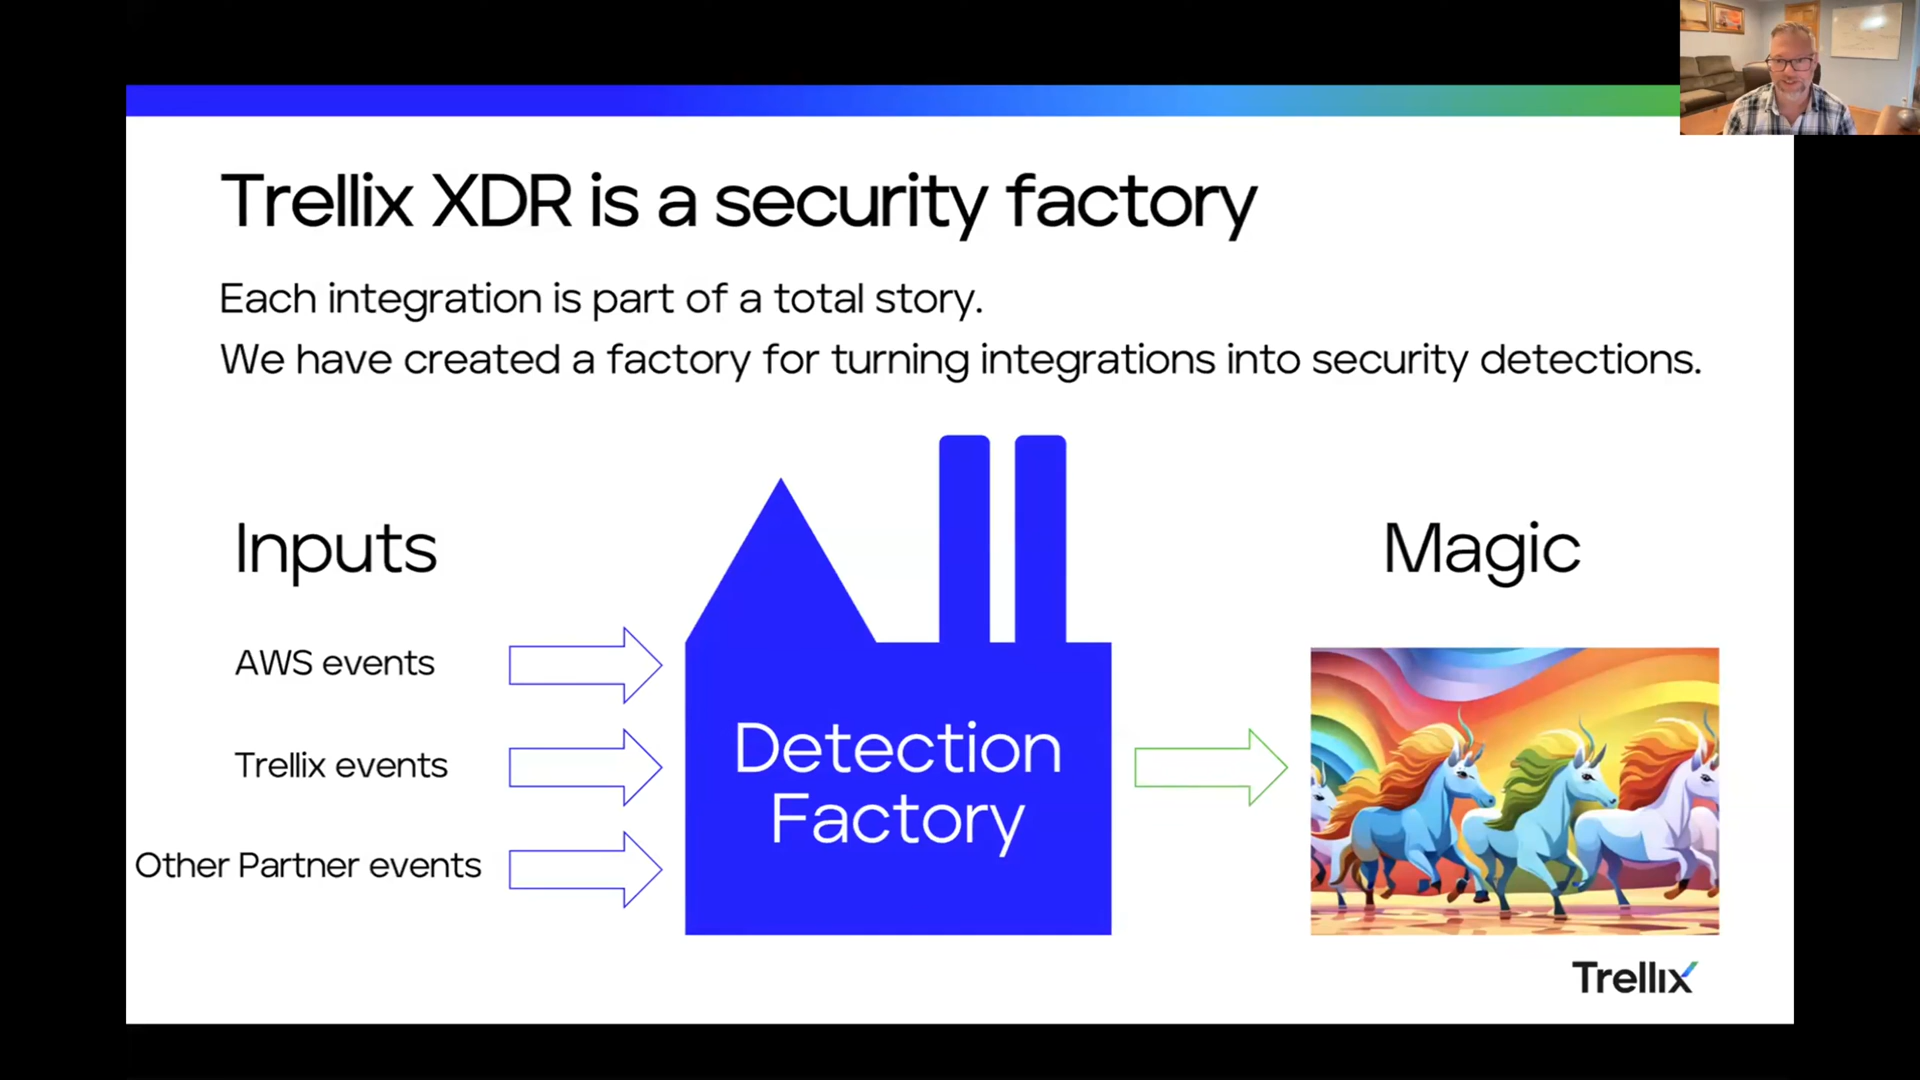 Trellix XDR is a security factory
Each integration is part of a total story.
We have created a factory for turning integrations into security detections.
Inputs
AWS events
Trellix events
Other Partner events
Detection
Factory
Magic
Trellix